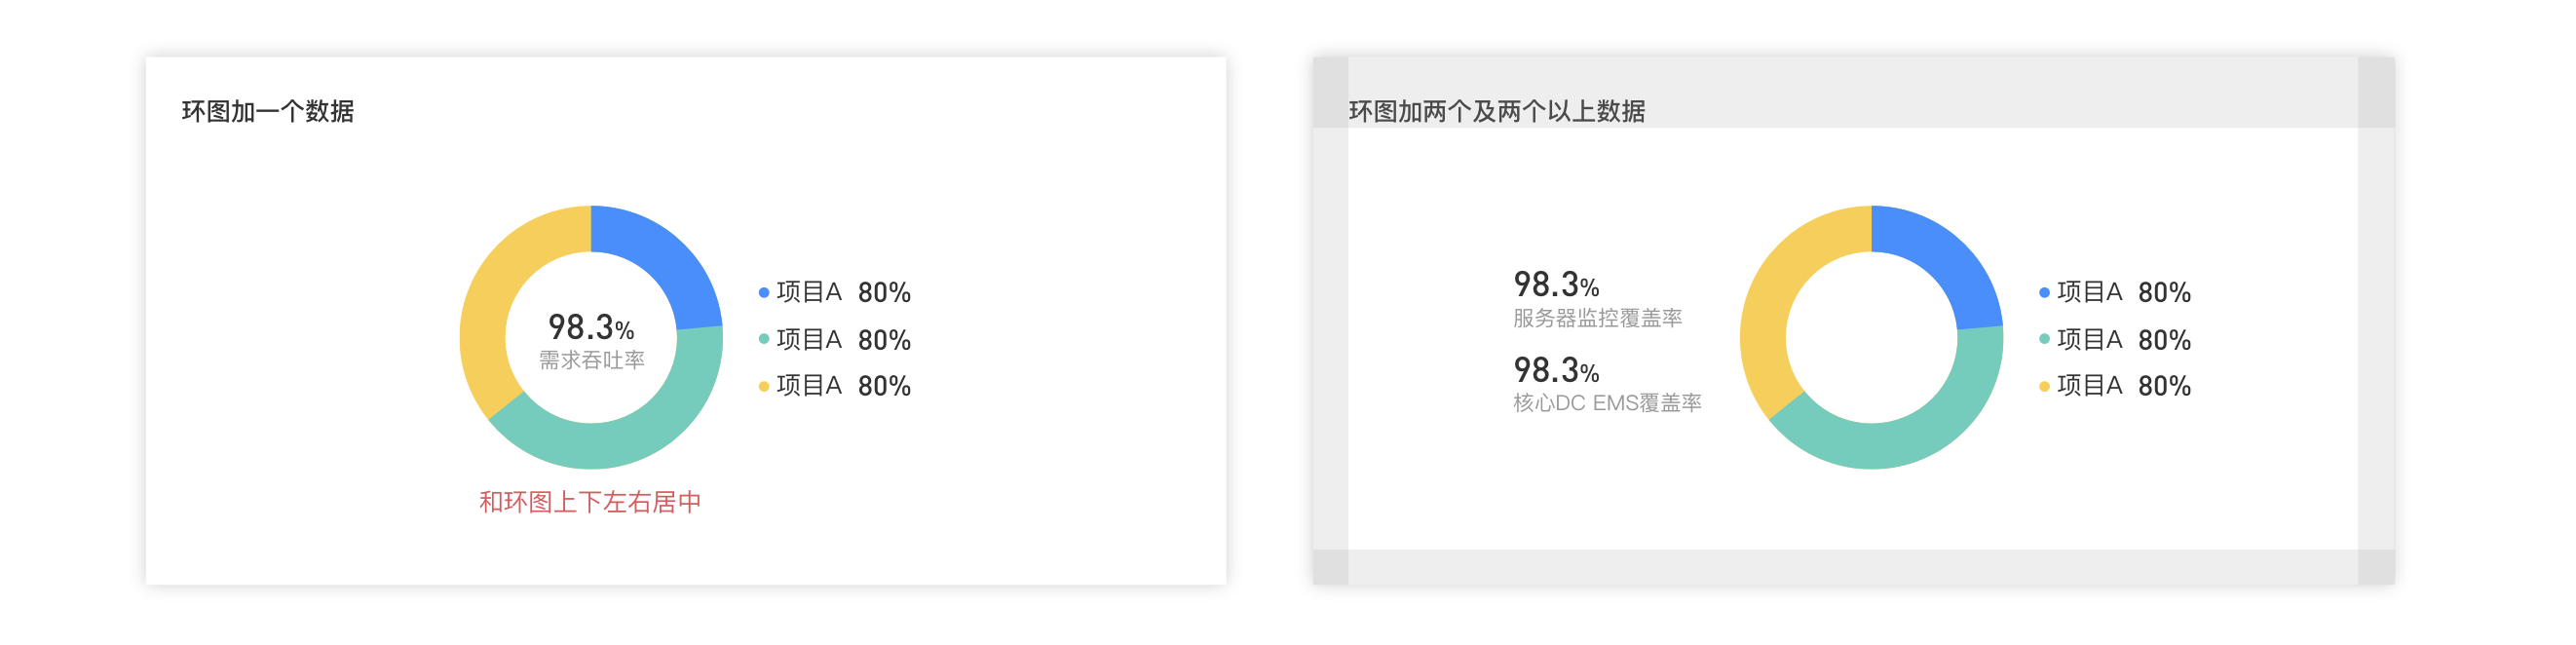 环图加一个数据
98.3%
需求吞吐率
项目A 80%
项目A 80%
项目A 80%
和环图上下左右居中
环图加两个及两个以上数据
98.3%
服务器监控覆盖率
98.3%
核心DC EMS覆盖率
项目A 80%
项目A 80%
项目A 80%